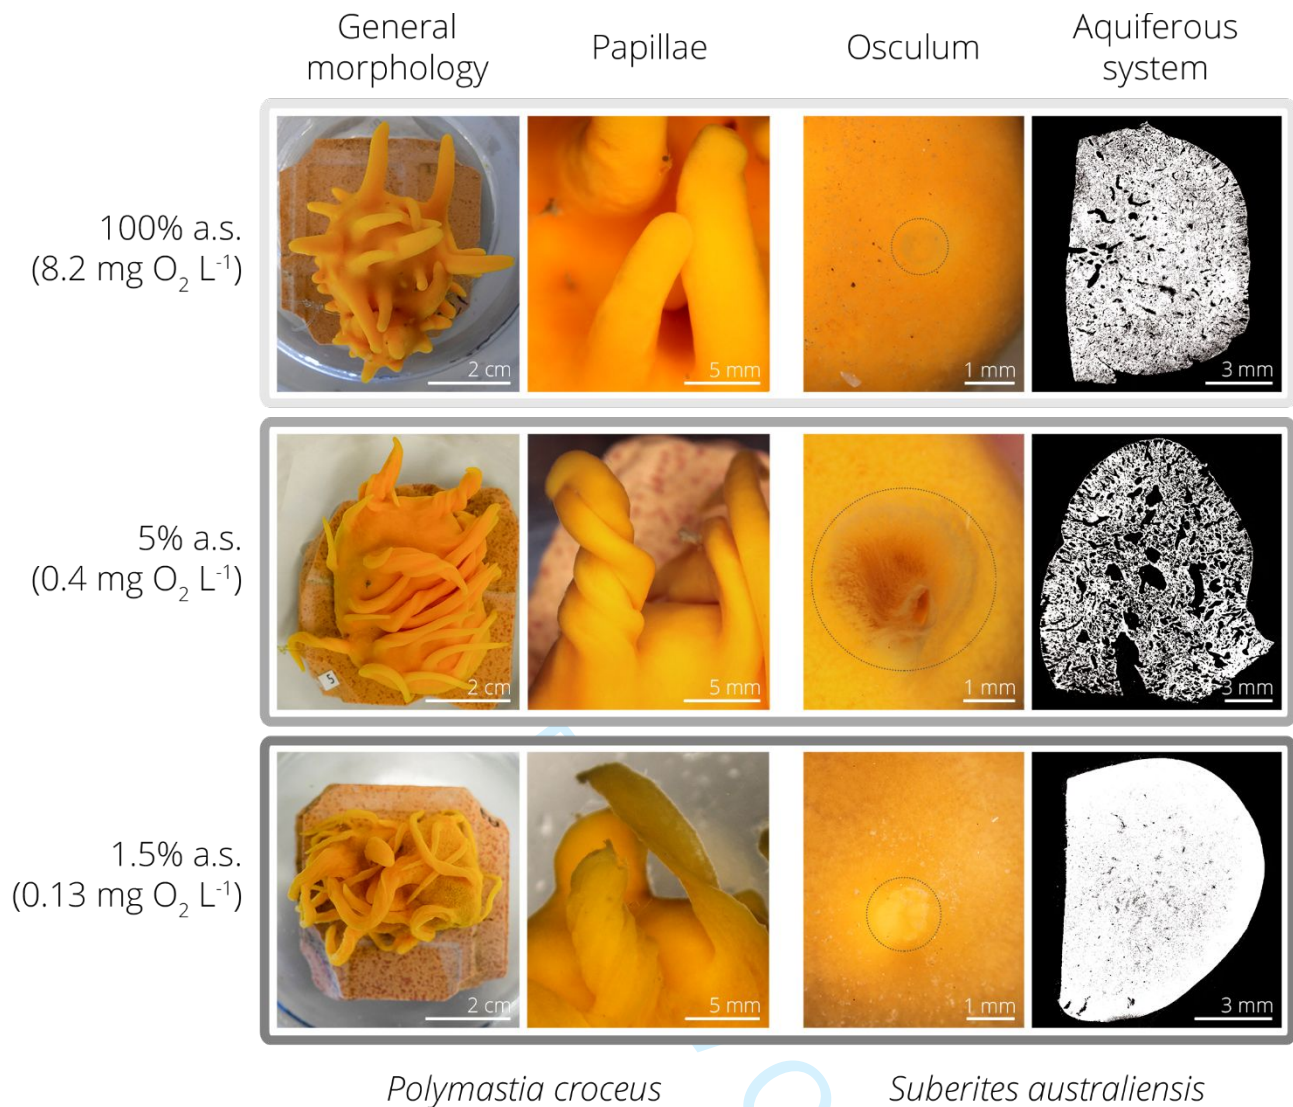 General
morphology
Papillae
Osculum
Aquiferous
system
100% a.s.
(8.2 mg O₂ L⁻¹)
2 cm
5 mm
1 mm
3 mm
5% a.s.
(0.4 mg O₂ L⁻¹)
5
2 cm
5 mm
1 mm
3 mm
1.5% a.s.
(0.13 mg O₂ L⁻¹)
2 cm
5 mm
1 mm
3 mm
Polymastia croceus
Suberites australiensis